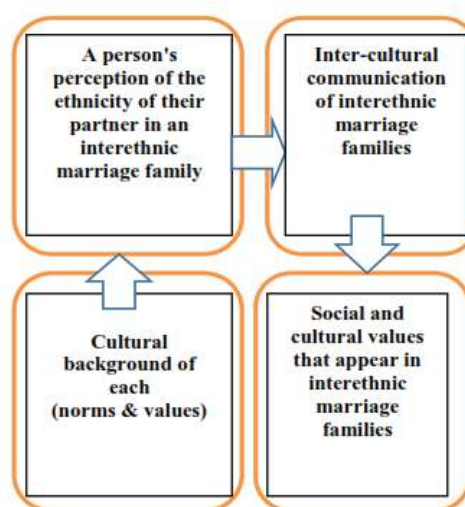 A person's
perception of the
ethnicity of their
partner in an
interethnic
marriage family
Inter-cultural
communication
of interethnic
marriage
families
Cultural
background of
each
(norms & values)
Social and
cultural values
that appear in
interethnic
marriage
families